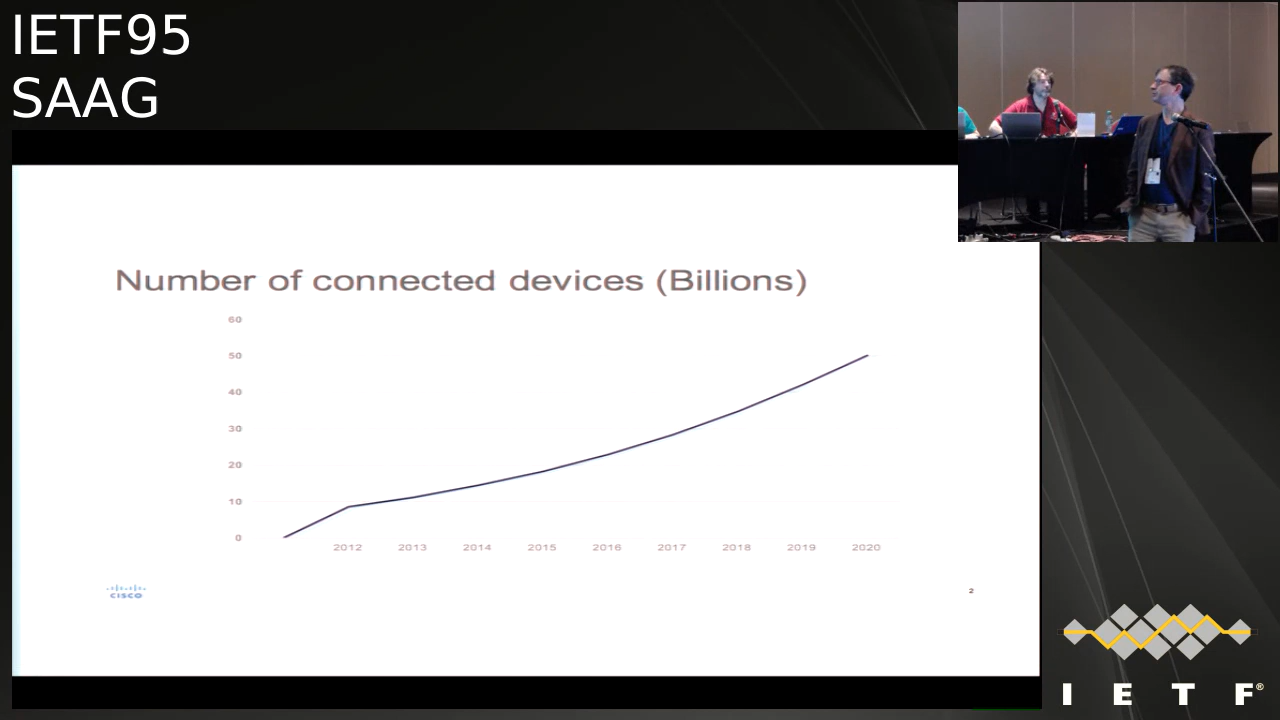 IETF95
SAAG
Number of connected devices (Billions)
60
50
40
30
20
10
0
2012 2013 2014 2015 2016 2017 2018 2019 2020
CISCO
2
I E T F®